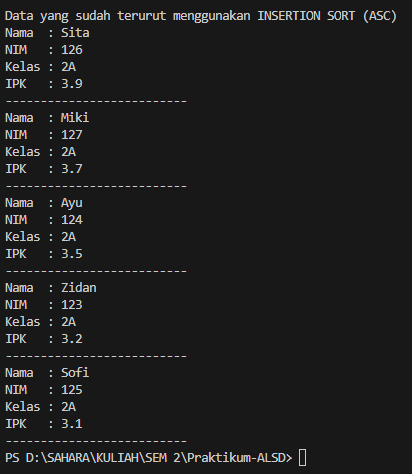 Data yang sudah terurut menggunakan INSERTION SORT (ASC)
Nama  : Sita
NIM   : 126
Kelas : 2A
IPK   : 3.9
---------------------------
Nama  : Miki
NIM   : 127
Kelas : 2A
IPK   : 3.7
---------------------------
Nama  : Ayu
NIM   : 124
Kelas : 2A
IPK   : 3.5
---------------------------
Nama  : Zidan
NIM   : 123
Kelas : 2A
IPK   : 3.2
---------------------------
Nama  : Sofi
NIM   : 125
Kelas : 2A
IPK   : 3.1
---------------------------
PS D:\SAHARA\KULIAH\SEM 2\Praktikum-ALSD>